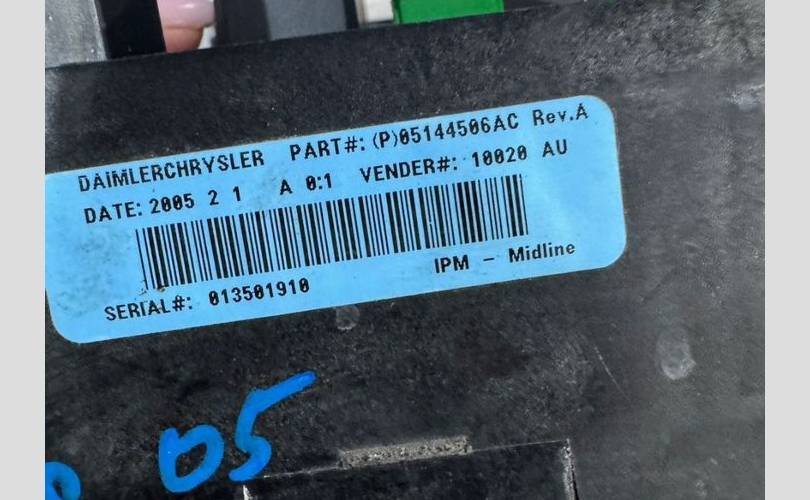 DAIMLERCHRYSLER PART#: (P)05144506AC Rev.A
DATE: 2005 2 1 A 0:1 VENDER#: 10020 AU
IPM - Midline
SERIAL#: 013501910
05